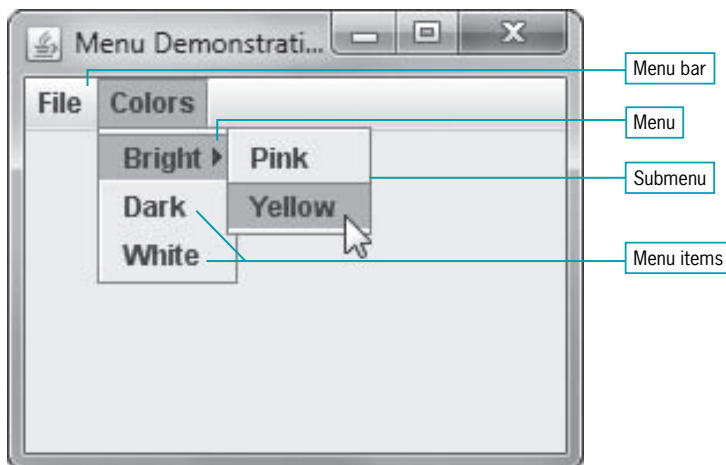 Menu Demonstrati...
Menu bar
File Colors
Menu
Bright Pink
Submenu
Dark Yellow
White
Menu items